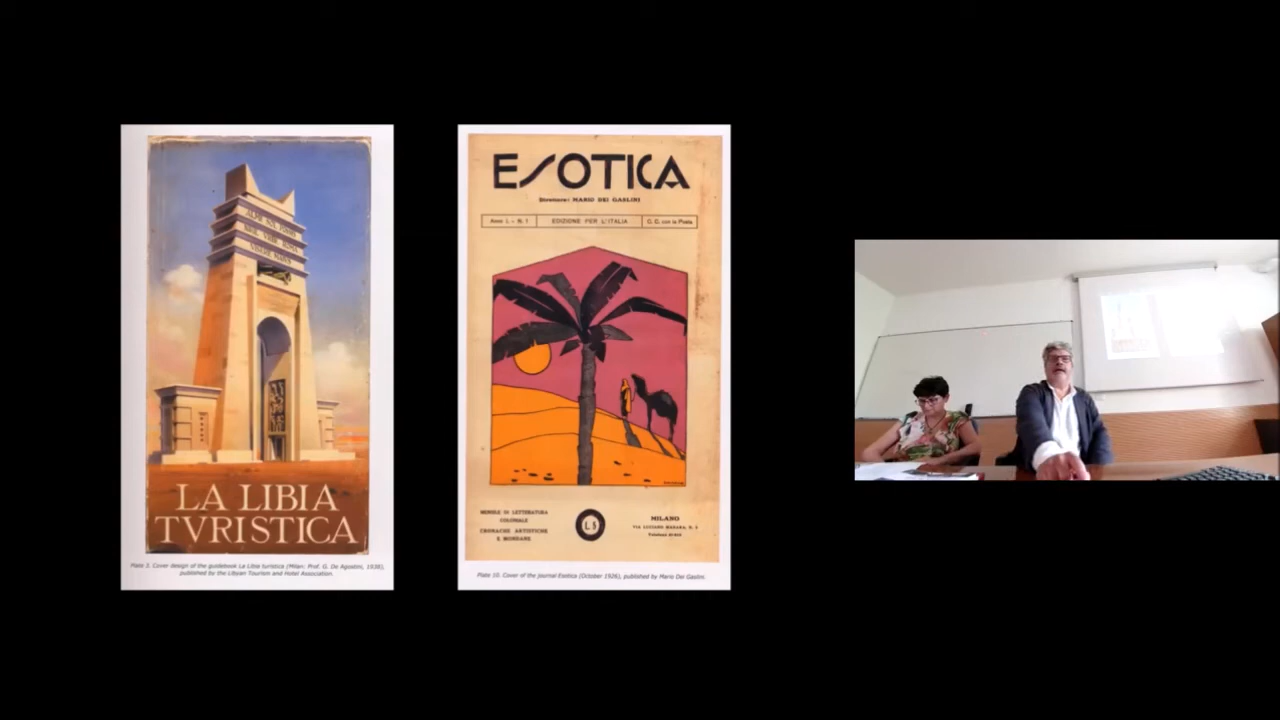 LA LIBIA
TVRISTICA
Plate 3. Cover design of the guidebook La Libia turistica (Milan: Prof. G. De Agostini, 1938),
published by the Libyan Tourism and Hotel Association.
ESOTICA
Direttore: MARIO DEI GASLINI
Anno I. - N. 1
EDIZIONE PER L'ITALIA
C. C. con la Posta
MENSILE DI LETTERATURA
COLONIALE
CRONACHE ARTISTICHE
E MONDANE
L. 5
MILANO
Plate 10. Cover of the journal Esotica (October 1926), published by Mario Dei Gaslini.